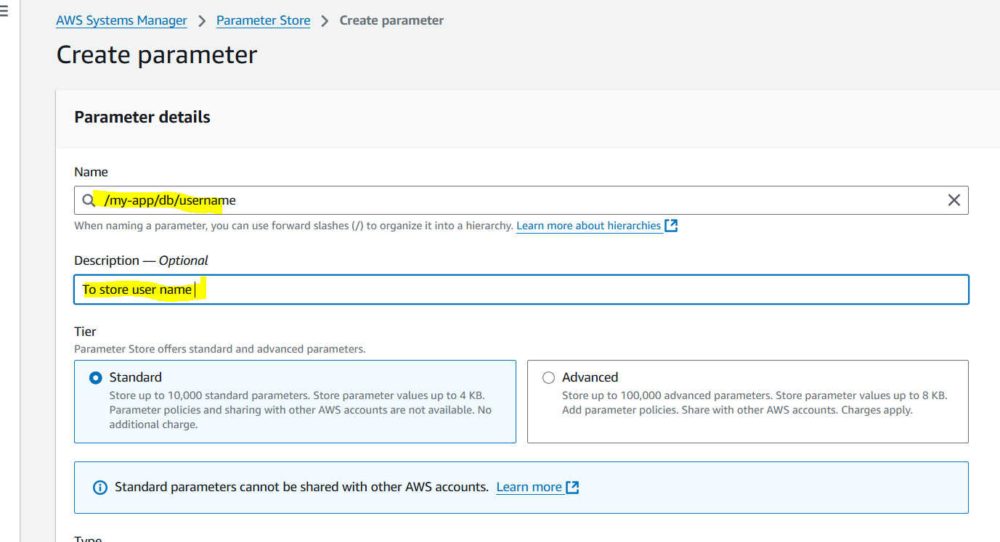 AWS Systems Manager > Parameter Store > Create parameter
Create parameter
Parameter details
Name
/my-app/db/username
When naming a parameter, you can use forward slashes (/) to organize it into a hierarchy. Learn more about hierarchies
Description — Optional
To store user name
Tier
Parameter Store offers standard and advanced parameters.
Standard
Store up to 10,000 standard parameters. Store parameter values up to 4 KB.
Parameter policies and sharing with other AWS accounts are not available. No
additional charge.
Advanced
Store up to 100,000 advanced parameters. Store parameter values up to 8 KB.
Add parameter policies. Share with other AWS accounts. Charges apply.
Standard parameters cannot be shared with other AWS accounts. Learn more
Type